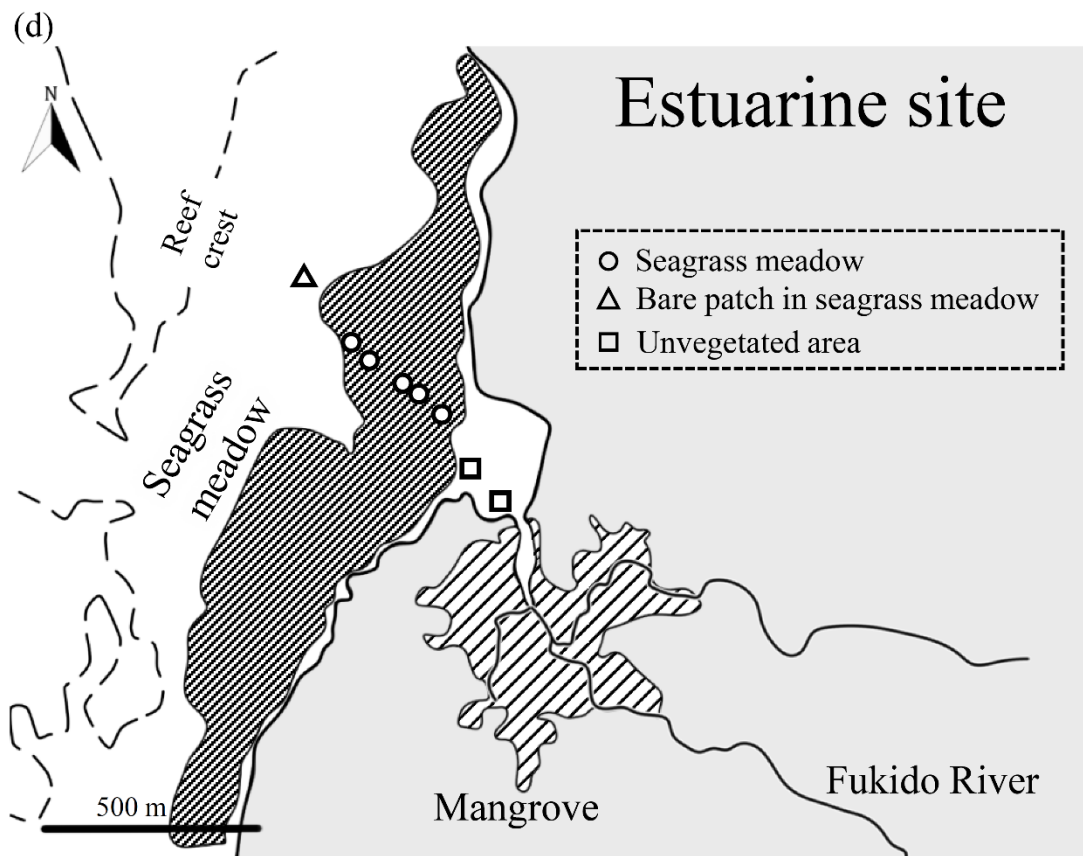 (d)
Estuarine site
N
Reef
crest
Seagrass meadow
Bare patch in seagrass meadow
Unvegetated area
Seagrass
meadow
500 m
Mangrove
Fukido River